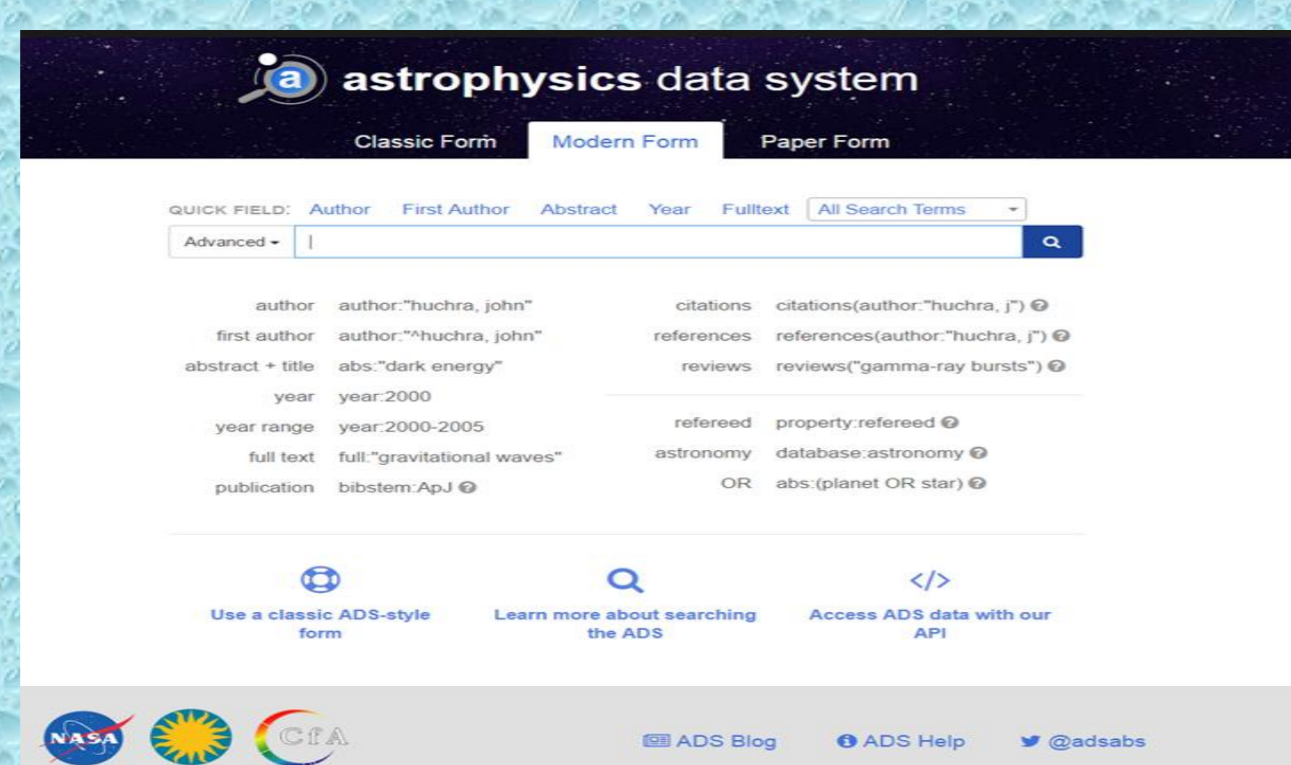 a astrophysics data system
Classic Form Modern Form Paper Form
QUICK FIELD: Author First Author Abstract Year Fulltext All Search Terms
Advanced
author author:"huchra, john"
first author author:"^huchra, john"
abstract + title abs:"dark energy"
year year:2000
year range year:2000-2005
full text full:"gravitational waves"
publication bibstem:ApJ ?
citations citations(author:"huchra, j") ?
references references(author:"huchra, j") ?
reviews reviews("gamma-ray bursts") ?
refereed property:refereed ?
astronomy database:astronomy ?
OR abs:(planet OR star) ?
Use a classic ADS-style
form
Learn more about searching
the ADS
</>
Access ADS data with our
API
NASA CfA ADS Blog ADS Help @adsabs